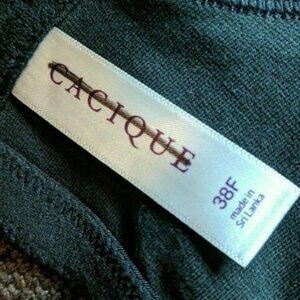 CACIQUE
38F
made in
Sri Lanka